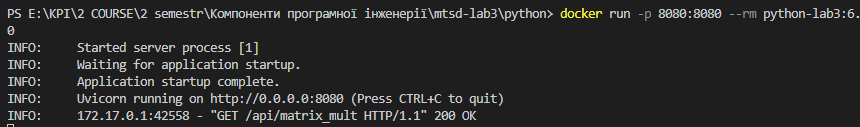 PS E:\KPI\2 COURSE\2 semestr\Компоненти програмної інженерії\mtsd-lab3\python> docker run -p 8080:8080 --rm python-lab3:6.
0
INFO:     Started server process [1]
INFO:     Waiting for application startup.
INFO:     Application startup complete.
INFO:     Uvicorn running on http://0.0.0.0:8080 (Press CTRL+C to quit)
INFO:     172.17.0.1:42558 - "GET /api/matrix_mult HTTP/1.1" 200 OK